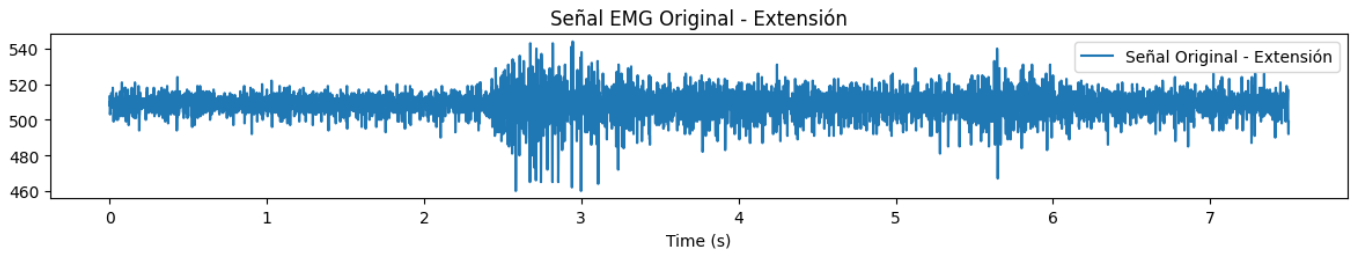 Señal EMG Original - Extensión
Señal Original - Extensión
540
520
500
480
460
0 1 2 3 4 5 6 7
Time (s)